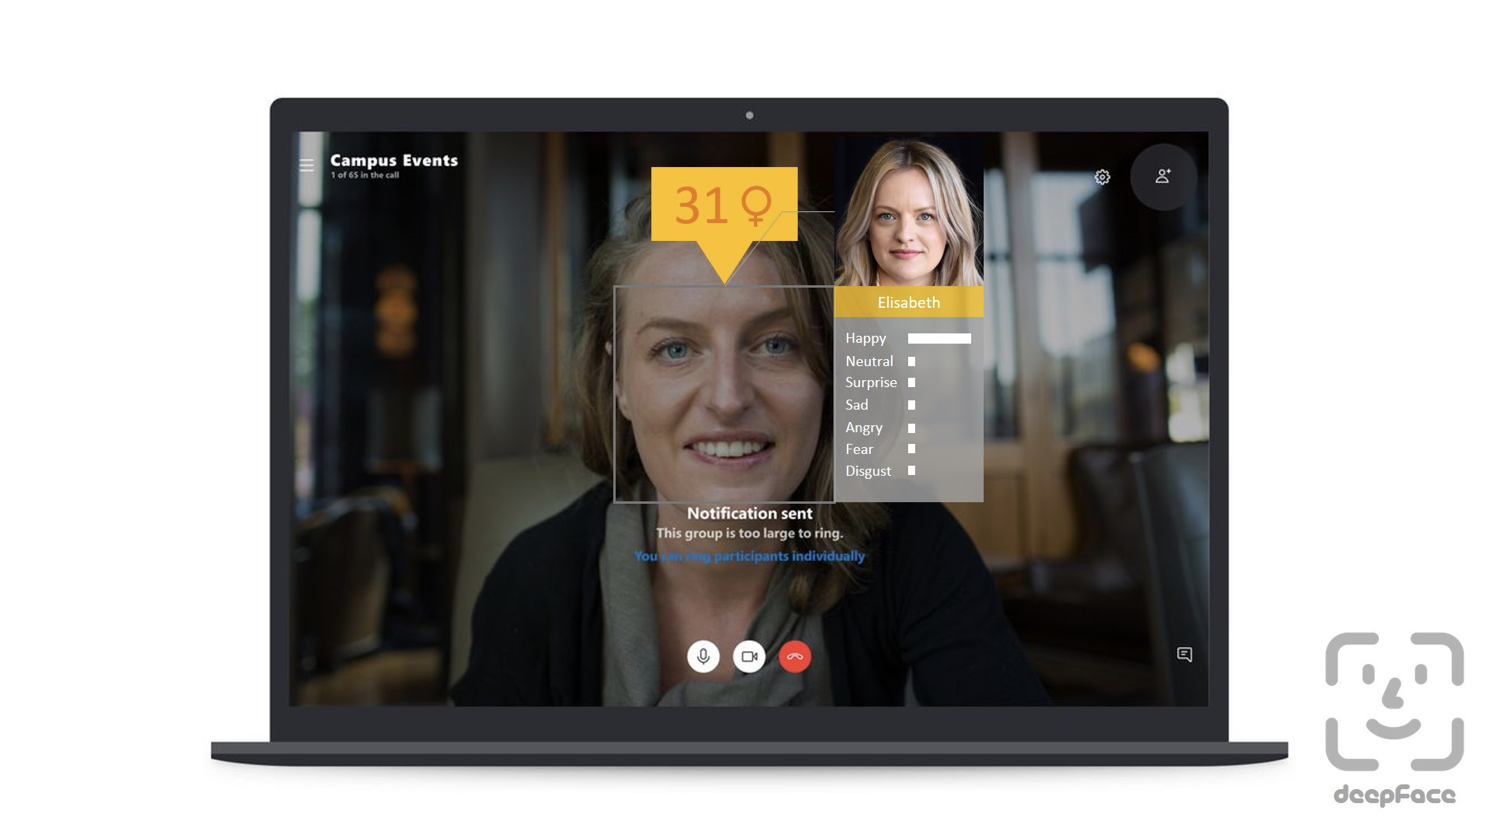 Campus Events
1 of 65 in the call
31♀
Elisabeth
Happy
Neutral
Surprise
Sad
Angry
Fear
Disgust
Notification sent
This group is too large to ring.
You can ring participants individually
deepFace